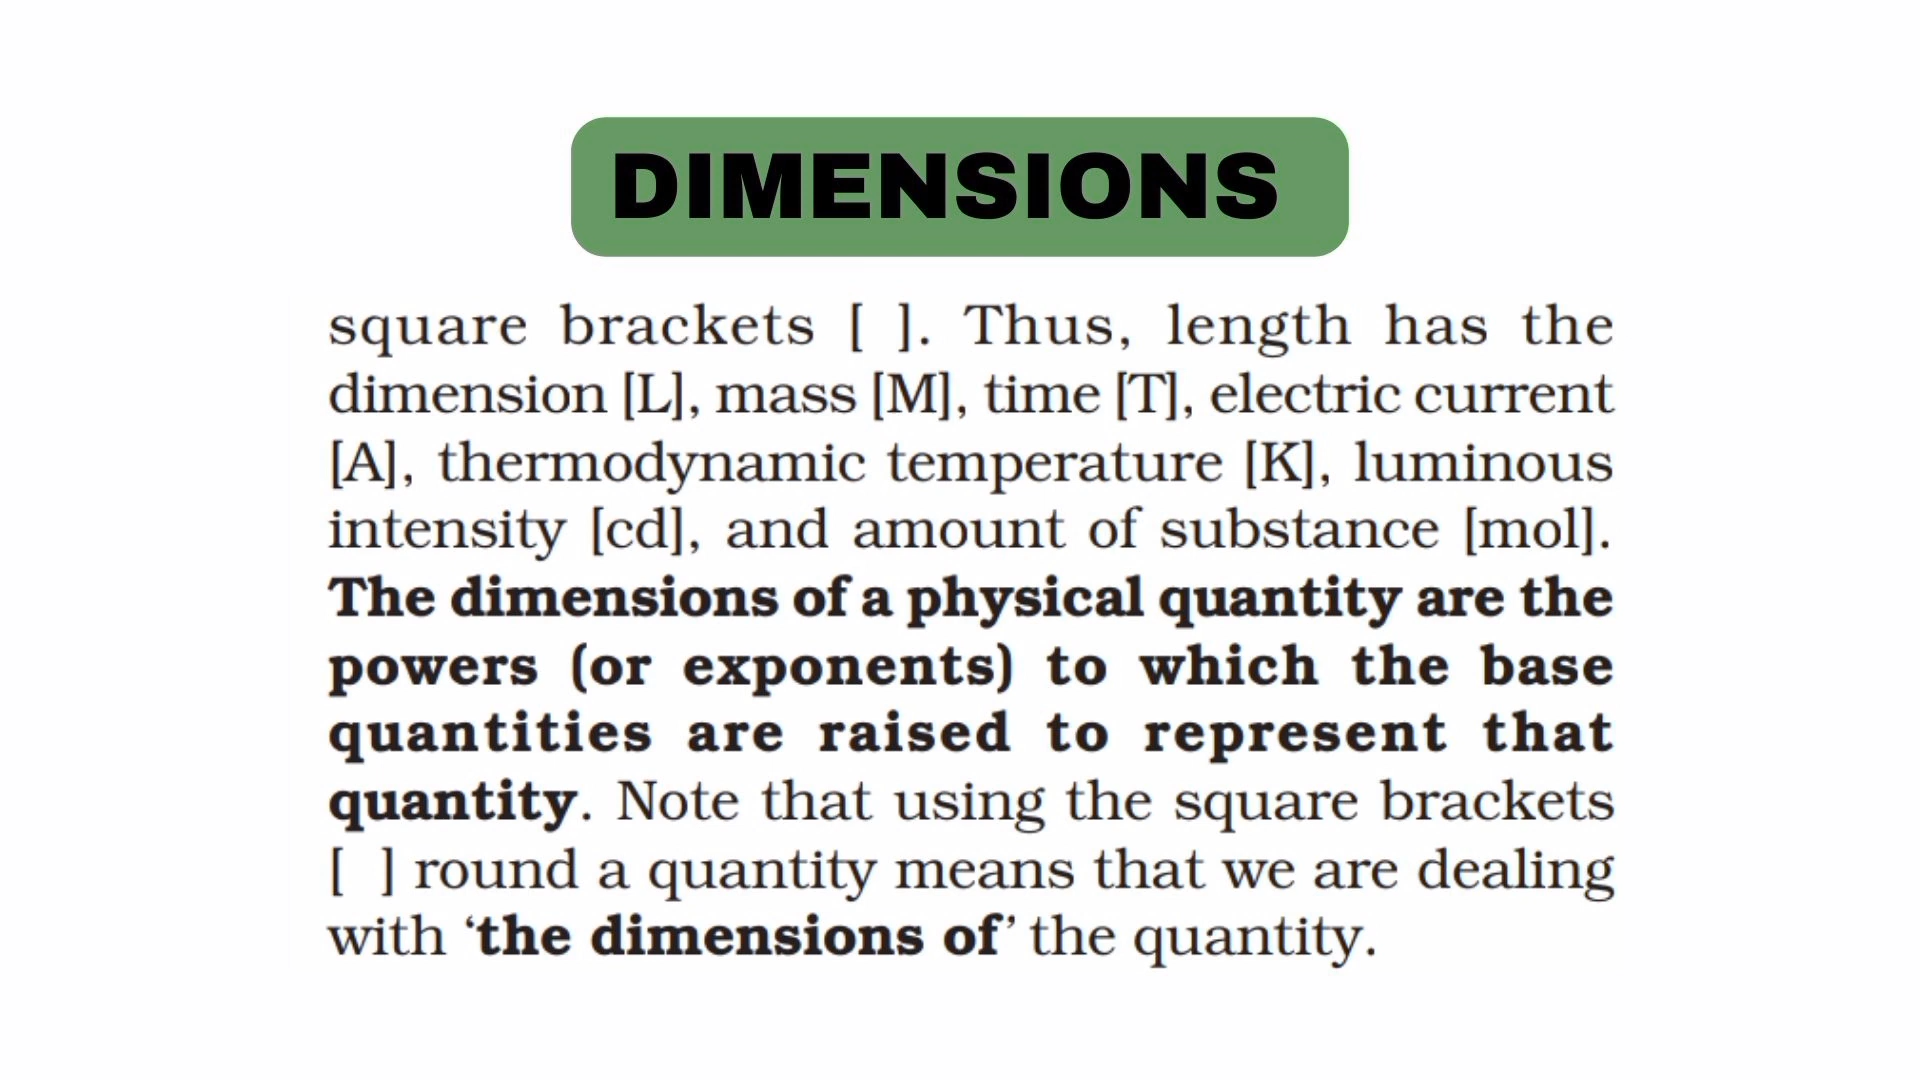 DIMENSIONS
square brackets [ ]. Thus, length has the
dimension [L], mass [M], time [T], electric current
[A], thermodynamic temperature [K], luminous
intensity [cd], and amount of substance [mol].
The dimensions of a physical quantity are the
powers (or exponents) to which the base
quantities are raised to represent that
quantity. Note that using the square brackets
[ ] round a quantity means that we are dealing
with ‘the dimensions of’ the quantity.